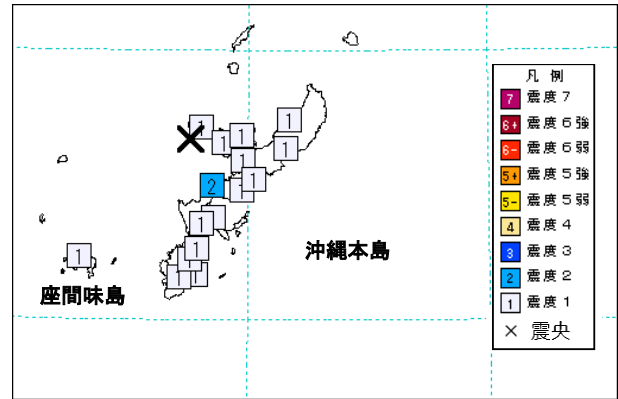 1
1
1
1
1
1
1
2
1
1
1
1
1
1
1
沖縄本島
座間味島
凡 例
7 震度７
6+ 震度６強
6- 震度６弱
5+ 震度５強
5- 震度５弱
4 震度４
3 震度３
2 震度２
1 震度１
× 震央